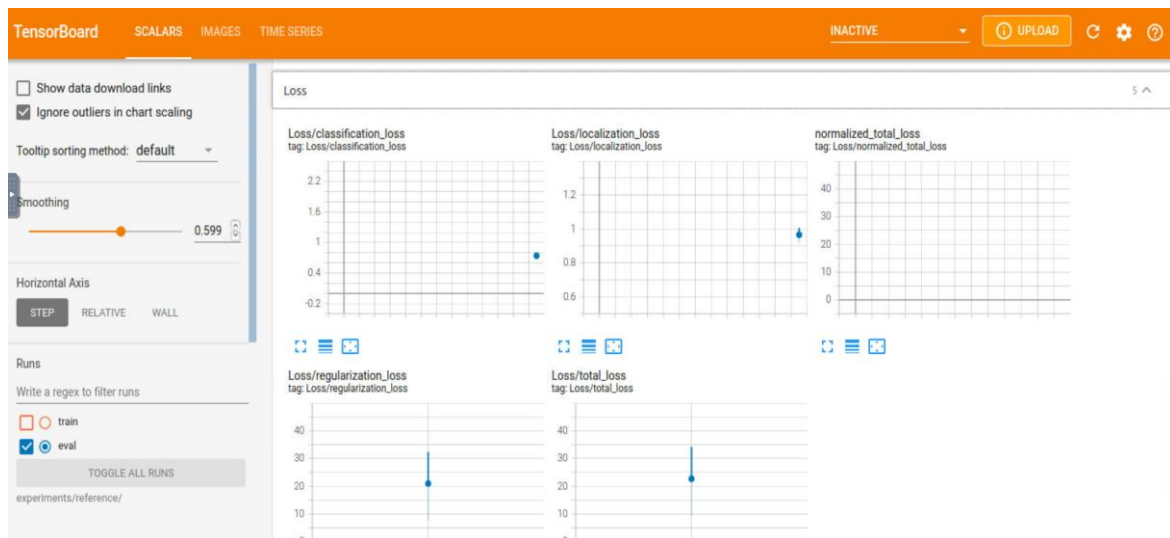 TensorBoard SCALARS IMAGES TIME SERIES INACTIVE UPLOAD
Show data download links
Ignore outliers in chart scaling
Tooltip sorting method: default
Smoothing
0.599
Horizontal Axis
STEP RELATIVE WALL
Runs
Write a regex to filter runs
train
eval
TOGGLE ALL RUNS
experiments/reference/
Loss 5
Loss/classification_loss
tag: Loss/classification_loss
2.2
1.6
1
0.4
-0.2
Loss/localization_loss
tag: Loss/localization_loss
1.2
1
0.8
0.6
normalized_total_loss
tag: Loss/normalized_total_loss
40
30
20
10
0
Loss/regularization_loss
tag: Loss/regularization_loss
40
30
20
10
Loss/total_loss
tag: Loss/total_loss
40
30
20
10